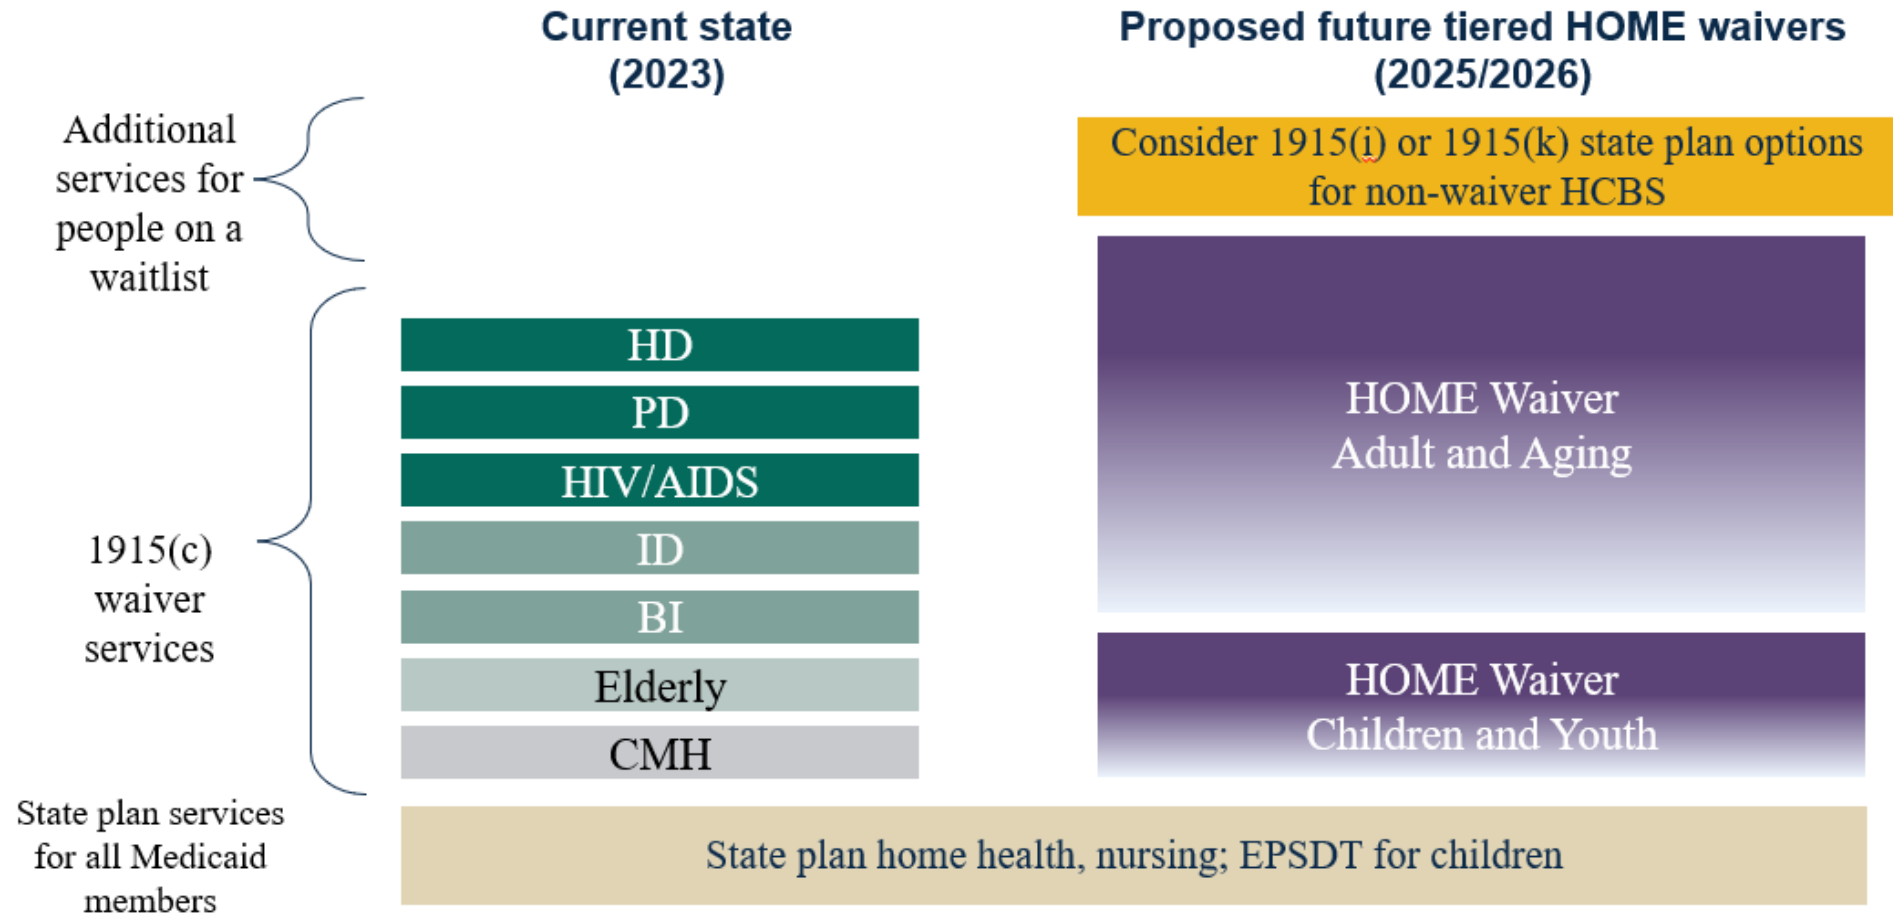 Current state
(2023)
Proposed future tiered HOME waivers
(2025/2026)
Additional
services for
people on a
waitlist
Consider 1915(i) or 1915(k) state plan options
for non-waiver HCBS
1915(c)
waiver
services
HD
PD
HIV/AIDS
ID
BI
Elderly
CMH
HOME Waiver
Adult and Aging
HOME Waiver
Children and Youth
State plan services
for all Medicaid
members
State plan home health, nursing; EPSDT for children